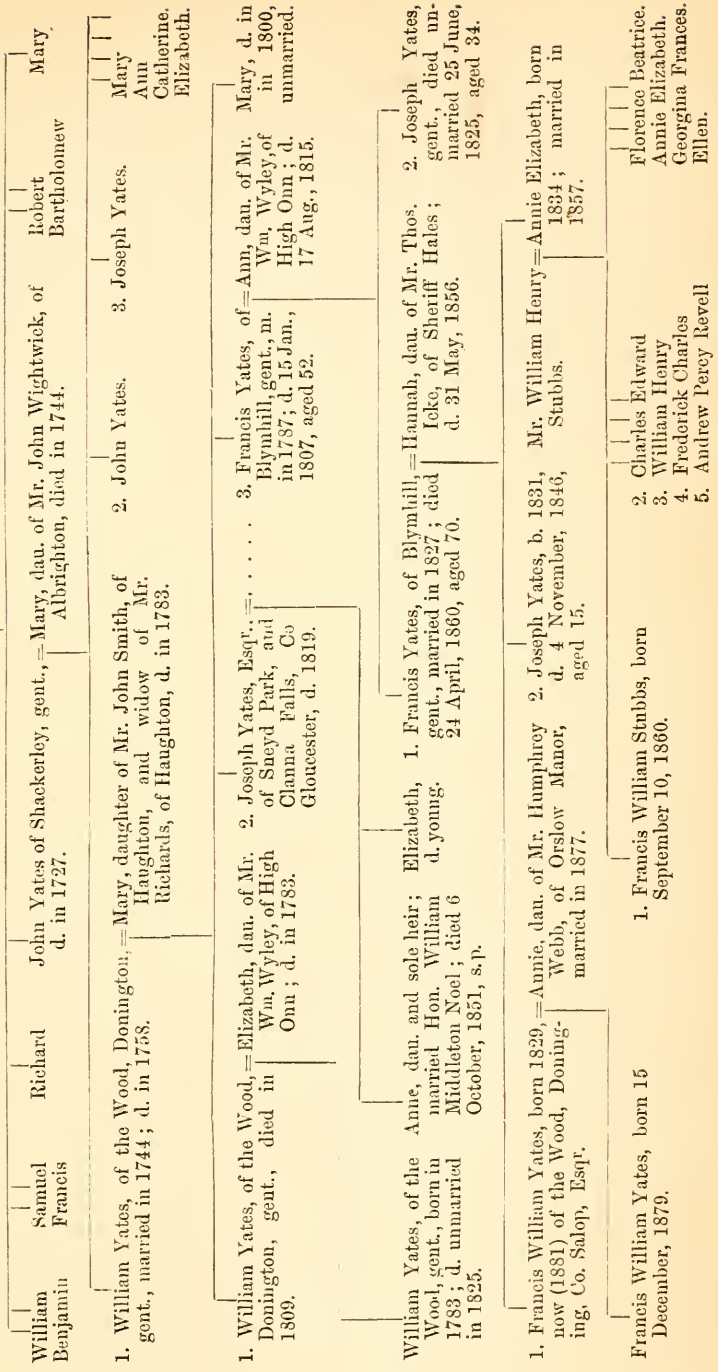 William
Benjamin
Samuel
Francis
Richard
John Yates of Shackerley, gent.,
d. in 1727.
=Mary, dau. of Mr. John Wightwick, of
Albrighton, died in 1744.
Robert
Bartholomew
Mary
1. William Yates, of the Wood, Donington,
gent., married in 1744; d. in 1758.
=Mary, daughter of Mr. John Smith, of
Haughton, and widow of Mr.
Richards, of Haughton, d. in 1783.
2. John Yates.
3. Joseph Yates.
Mary
Ann
Catherine.
Elizabeth.
1. William Yates, of the Wood,
Donington, gent., died in
1809.
=Elizabeth, dau. of Mr.
Wm. Wyley, of High
Onn; d. in 1783.
2. Joseph Yates, Esqr..
of Sneyd Park, and
Clanna Falls, Co
Gloucester, d. 1819.
=. . . . .
3. Francis Yates, of
Blymhill, gent., m.
in 1787; d. 15 Jan.,
1807, aged 52.
=Ann, dau. of Mr.
Wm. Wyley, of
High Onn; d.
17 Aug., 1815.
Mary, d. in
in 1800,
unmarried.
William Yates, of the
Wood, gent., born in
1783; d. unmarried
in 1825.
Anne, dau. and sole heir;
married Hon. William
Middleton Noel; died 6
October, 1851, s.p.
Elizabeth,
d. young.
1. Francis Yates, of Blymhill,
gent., married in 1827; died
24 April, 1860, aged 70.
=Hannah, dau. of Mr. Thos.
Icke, of Sheriff Hales;
d. 31 May, 1856.
2. Joseph Yates,
gent., died un-
married 25 June,
1825, aged 34.
1. Francis William Yates, born 1829,
now (1881) of the Wood, Doning-
ing, Co. Salop, Esqr.
=Annie, dau. of Mr. Humphrey
Webb, of Orslow Manor,
married in 1877.
2. Joseph Yates, b. 1831,
d. 4 November, 1846,
aged 15.
Mr. William Henry
Stubbs.
=Annie Elizabeth, born
1834; married in
1857.
Francis William Yates, born 15
December, 1879.
1. Francis William Stubbs, born
September 10, 1860.
2. Charles Edward
3. William Henry
4. Frederick Charles
5. Andrew Percy Revell
Florence Beatrice.
Annie Elizabeth.
Georgina Frances.
Ellen.